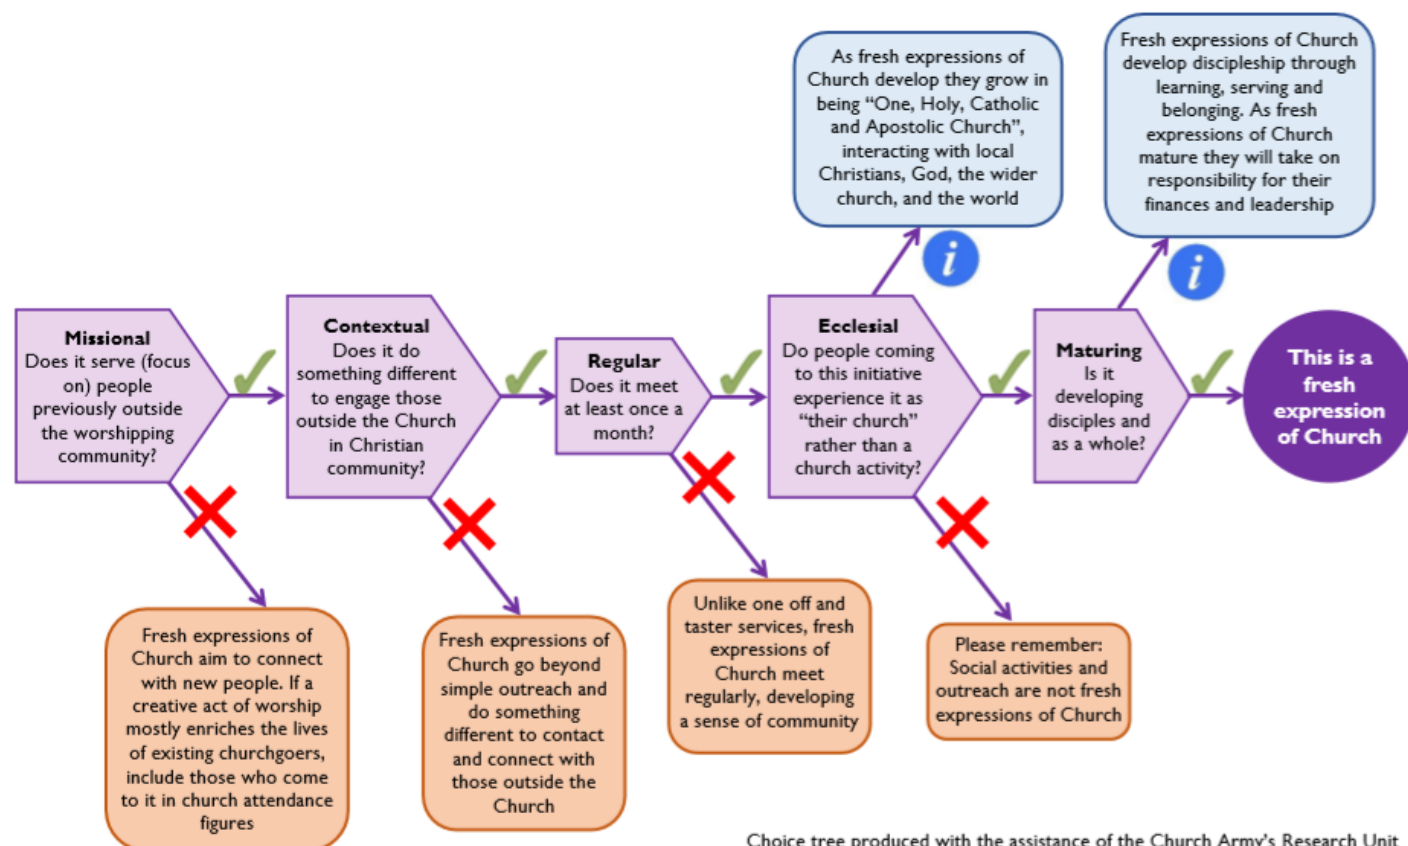 As fresh expressions of
Church develop they grow in
being “One, Holy, Catholic
and Apostolic Church”,
interacting with local
Christians, God, the wider
church, and the world
Fresh expressions of Church
develop discipleship through
learning, serving and
belonging. As fresh
expressions of Church
mature they will take on
responsibility for their
finances and leadership
i
i
Missional
Does it serve (focus
on) people
previously outside
the worshipping
community?
Contextual
Does it do
something different
to engage those
outside the Church
in Christian
community?
Regular
Does it meet
at least once a
month?
Ecclesial
Do people coming
to this initiative
experience it as
“their church”
rather than a
church activity?
Maturing
Is it
developing
disciples and
as a whole?
This is a
fresh
expression
of Church
Fresh expressions of
Church aim to connect
with new people. If a
creative act of worship
mostly enriches the lives
of existing churchgoers,
include those who come
to it in church attendance
figures
Fresh expressions of
Church go beyond
simple outreach and
do something
different to contact
and connect with
those outside the
Church
Unlike one off and
taster services, fresh
expressions of
Church meet
regularly, developing
a sense of community
Please remember:
Social activities and
outreach are not fresh
expressions of Church
Choice tree produced with the assistance of the Church Army's Research Unit